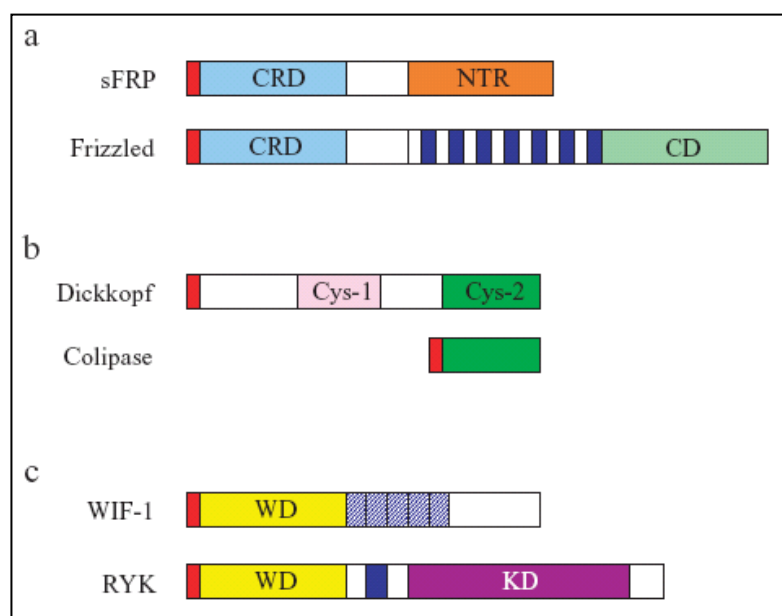 a
sFRP CRD NTR
Frizzled CRD CD
b
Dickkopf Cys-1 Cys-2
Colipase
c
WIF-1 WD
RYK WD KD